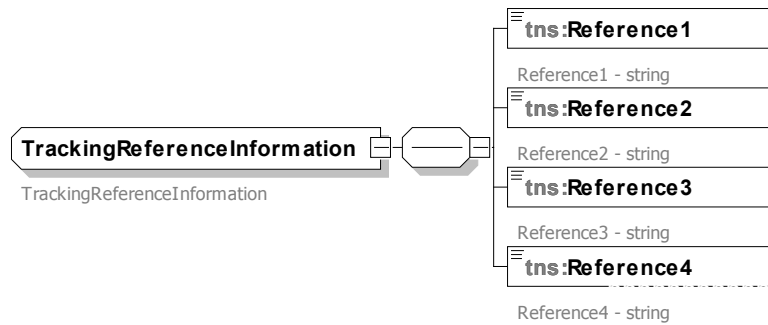 tns:Reference1
Reference1 - string
tns:Reference2
Reference2 - string
TrackingReferenceInformation
TrackingReferenceInformation
tns:Reference3
Reference3 - string
tns:Reference4
Reference4 - string